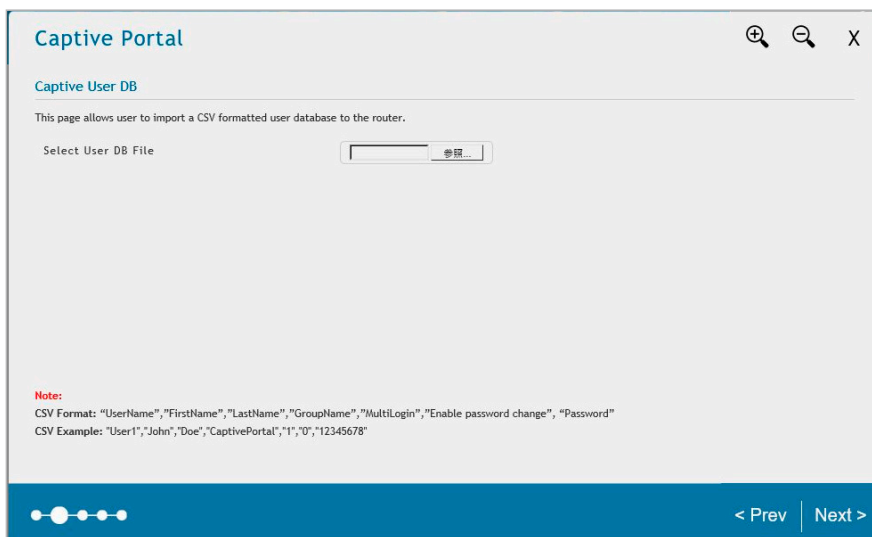 Captive Portal
X
Captive User DB
This page allows user to import a CSV formatted user database to the router.
Select User DB File
参照...
Note:
CSV Format: “UserName”,”FirstName”,”LastName”,”GroupName”,”MultiLogin”,”Enable password change”, “Password”
CSV Example: "User1","John","Doe","CaptivePortal","1","0","12345678"
< Prev
Next >